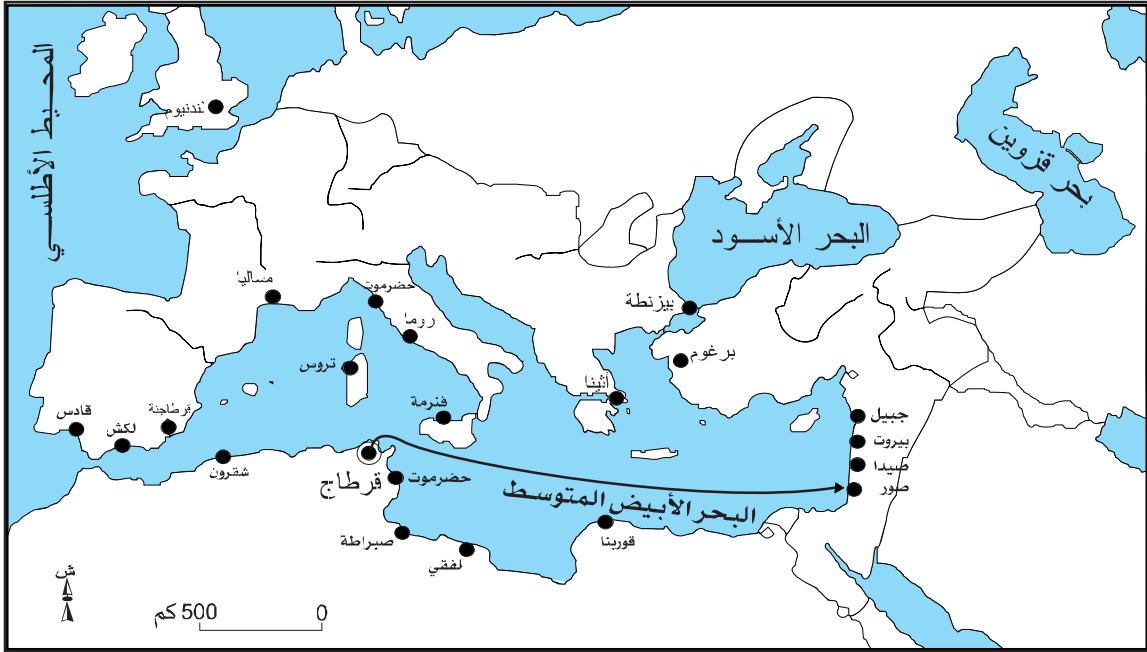 المحيط الأطلسي
لندنيوم
بحر قزوين
البحر الأسود
بيزنطة
برغوم
مساليا
حضرموت
روما
تروس
أثينا
فنرمة
قادس
لكش
قرطاجنة
شقرون
قرطاج
حضرموت
صبراطة
لفقي
قورينا
البحر الأبيض المتوسط
جبيل
بيروت
صيدا
صور
ش
500 كم
0